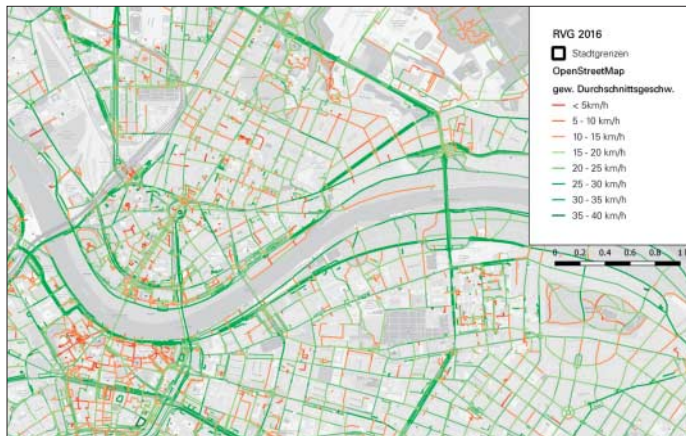 RVG 2016
Stadtgrenzen
OpenStreetMap
gew. Durchschnittsgeschw.
< 5km/h
5 - 10 km/h
10 - 15 km/h
15 - 20 km/h
20 - 25 km/h
25 - 30 km/h
30 - 35 km/h
35 - 40 km/h
0 0.2 0.4 0.6 0.8 1